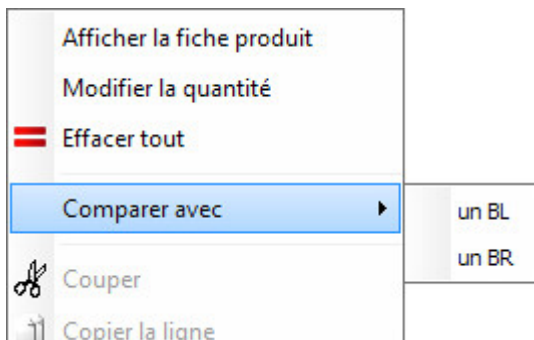 Afficher la fiche produit
Modifier la quantité
Effacer tout
Comparer avec
un BL
un BR
Couper
Copier la ligne